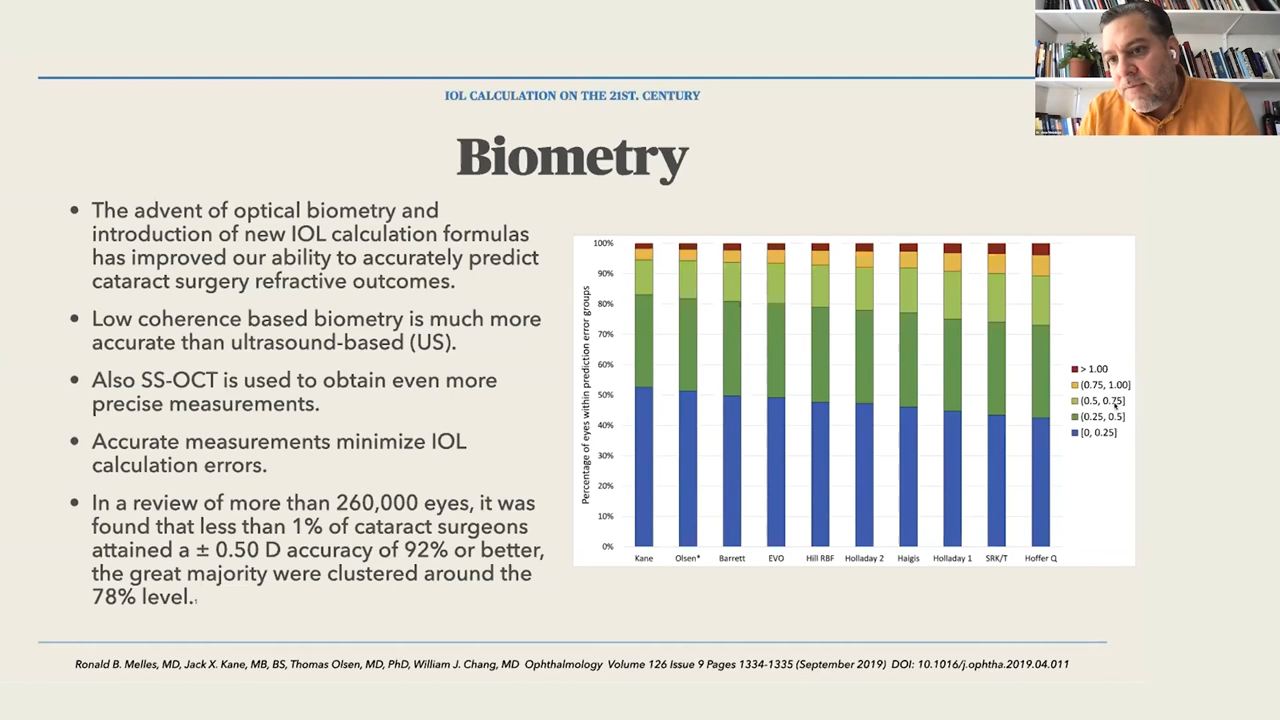 IOL CALCULATION ON THE 21ST. CENTURY
Biometry
• The advent of optical biometry and
introduction of new IOL calculation formulas
has improved our ability to accurately predict
cataract surgery refractive outcomes.
• Low coherence based biometry is much more
accurate than ultrasound-based (US).
• Also SS-OCT is used to obtain even more
precise measurements.
• Accurate measurements minimize IOL
calculation errors.
• In a review of more than 260,000 eyes, it was
found that less than 1% of cataract surgeons
attained a ± 0.50 D accuracy of 92% or better,
the great majority were clustered around the
78% level.
Percentage of eyes within prediction error groups
100%
90%
80%
70%
60%
50%
40%
30%
20%
10%
0%
Kane Olsen* Barrett EVO Hill RBF Holladay 2 Haigis Holladay 1 SRK/T Hoffer Q
> 1.00
(0.75, 1.00]
(0.5, 0.75]
(0.25, 0.5]
[0, 0.25]
Ronald B. Melles, MD, Jack X. Kane, MB, BS, Thomas Olsen, MD, PhD, William J. Chang, MD Ophthalmology Volume 126 Issue 9 Pages 1334-1335 (September 2019) DOI: 10.1016/j.ophtha.2019.04.011